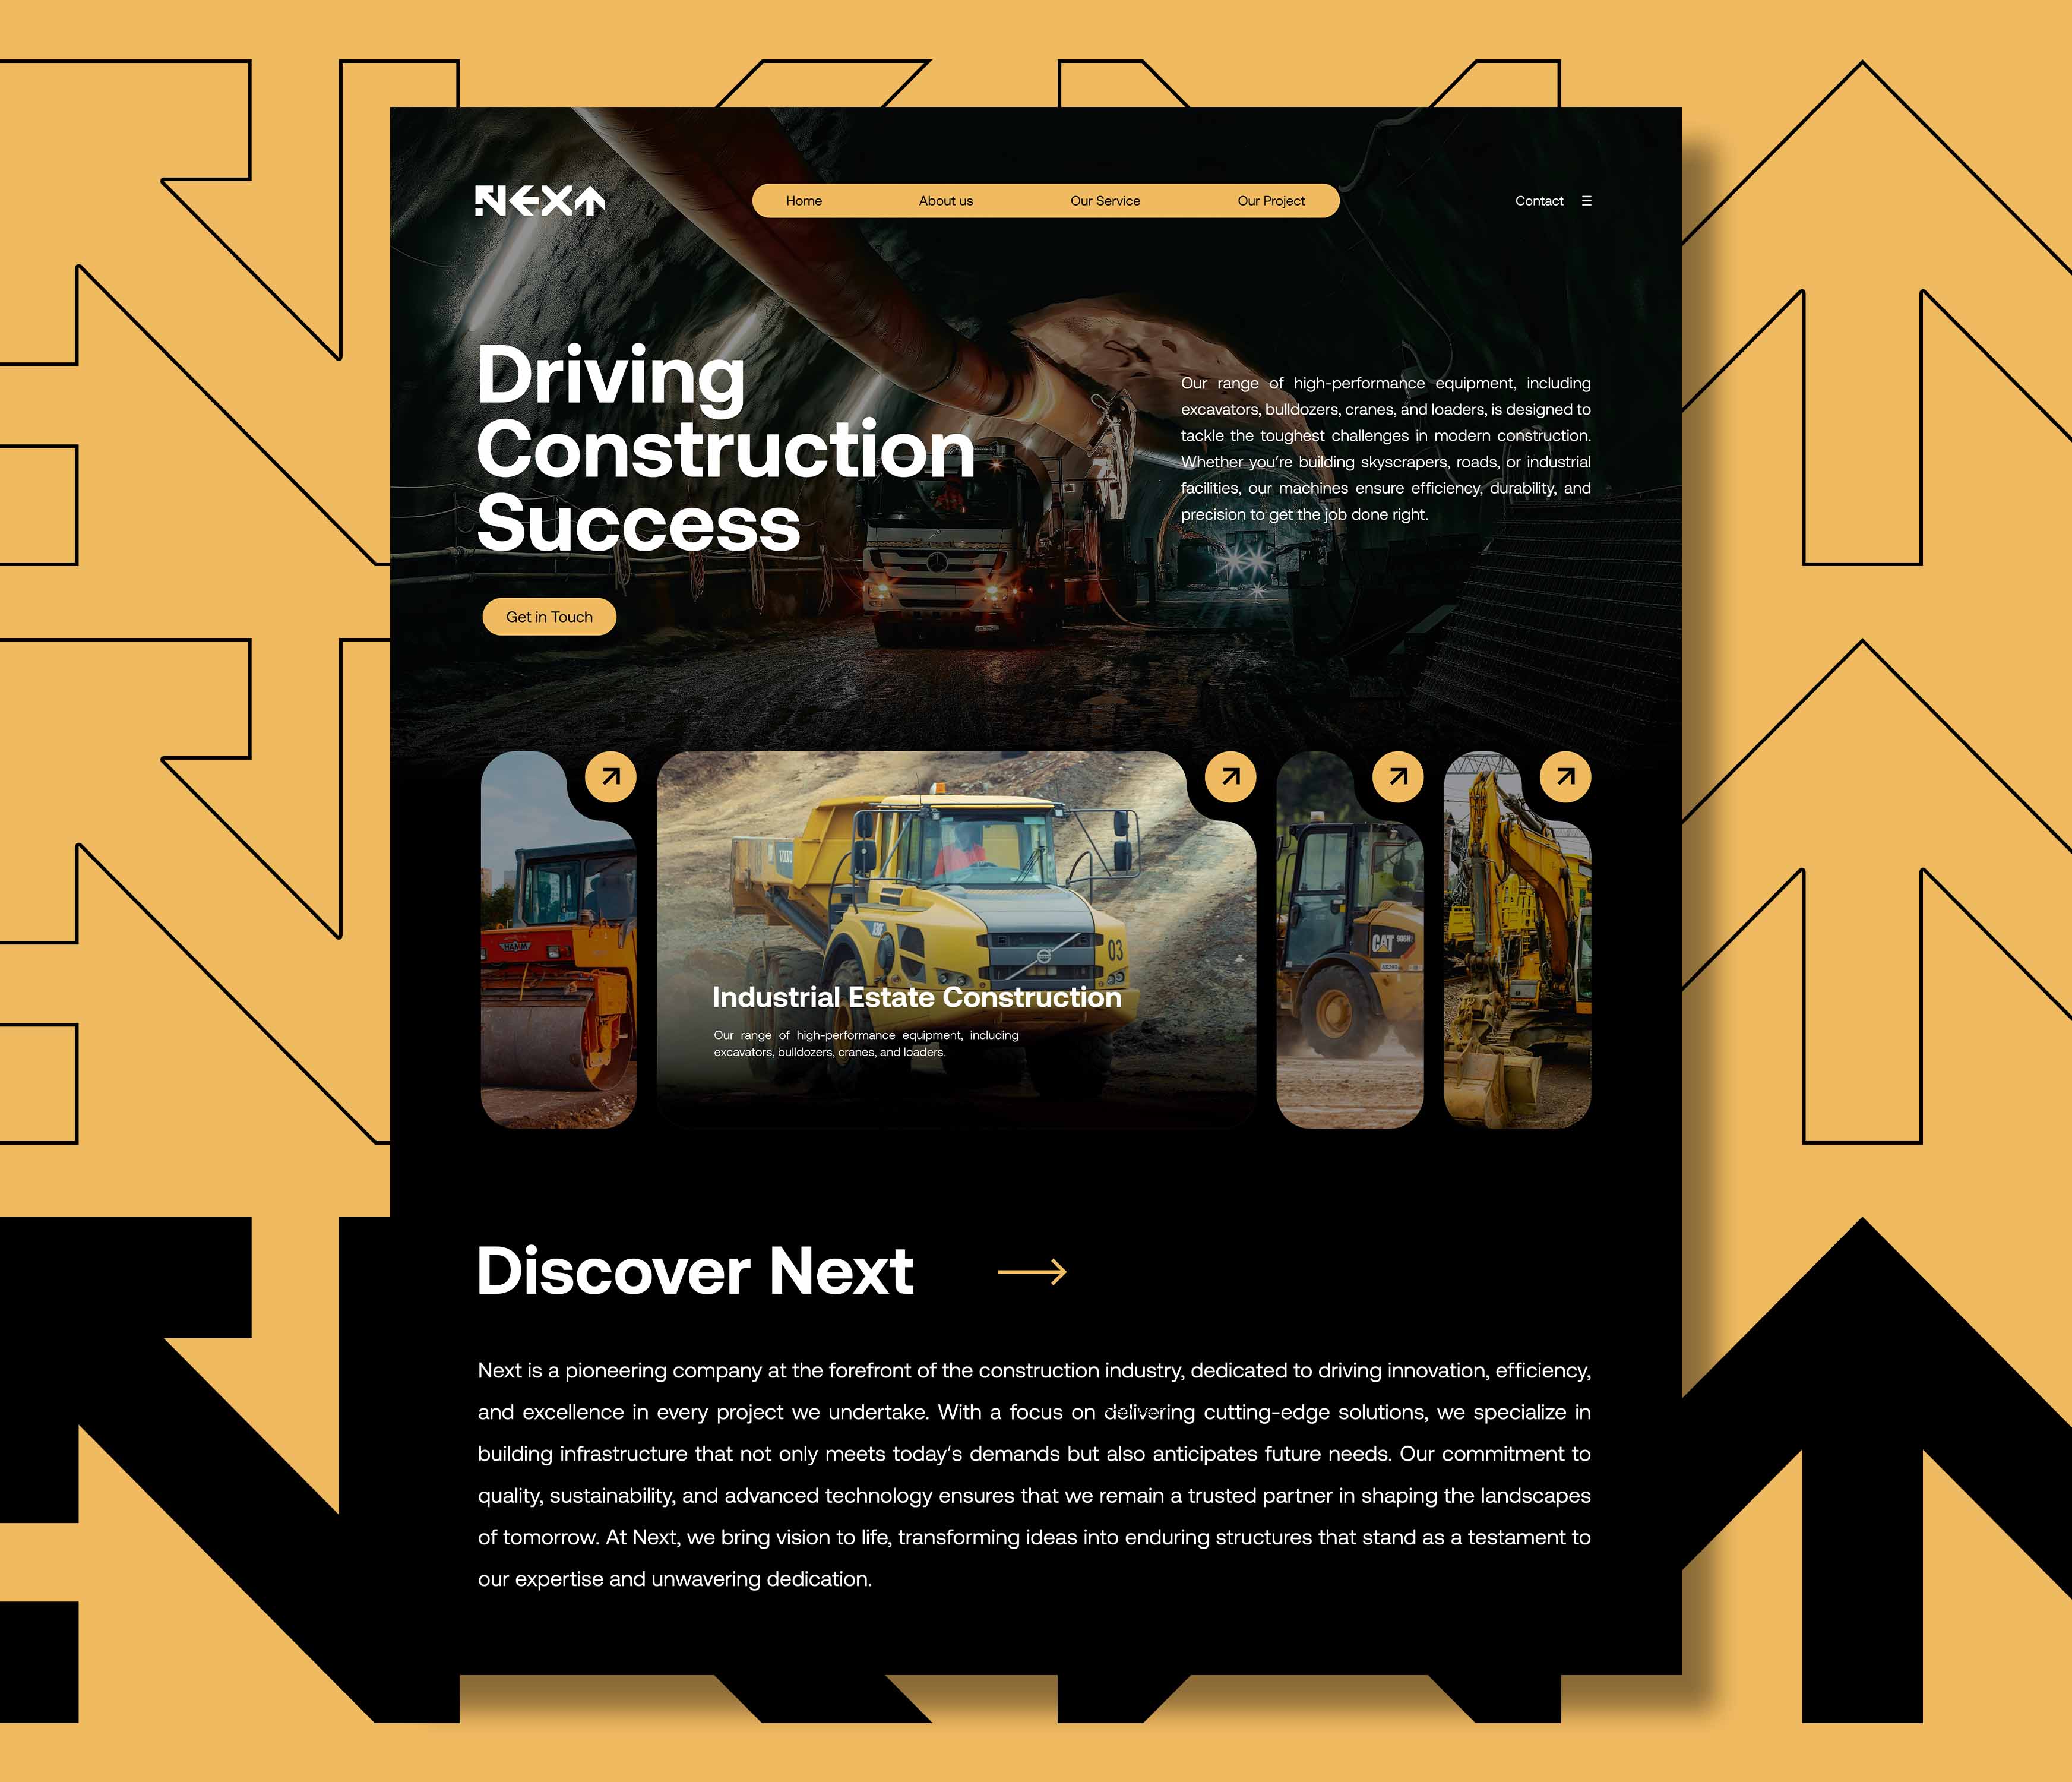 NEXT
Home About us Our Service Our Project
Contact
Driving
Construction
Success
Our range of high-performance equipment, including
excavators, bulldozers, cranes, and loaders, is designed to
tackle the toughest challenges in modern construction.
Whether you're building skyscrapers, roads, or industrial
facilities, our machines ensure efficiency, durability, and
precision to get the job done right.
Get in Touch
HAMM
VOLVO
03
CAT 906H
Industrial Estate Construction
Our range of high-performance equipment, including
excavators, bulldozers, cranes, and loaders.
Discover Next
Next is a pioneering company at the forefront of the construction industry, dedicated to driving innovation, efficiency,
and excellence in every project we undertake. With a focus on cutting-edge solutions, we specialize in
building infrastructure that not only meets today's demands but also anticipates future needs. Our commitment to
quality, sustainability, and advanced technology ensures that we remain a trusted partner in shaping the landscapes
of tomorrow. At Next, we bring vision to life, transforming ideas into enduring structures that stand as a testament to
our expertise and unwavering dedication.